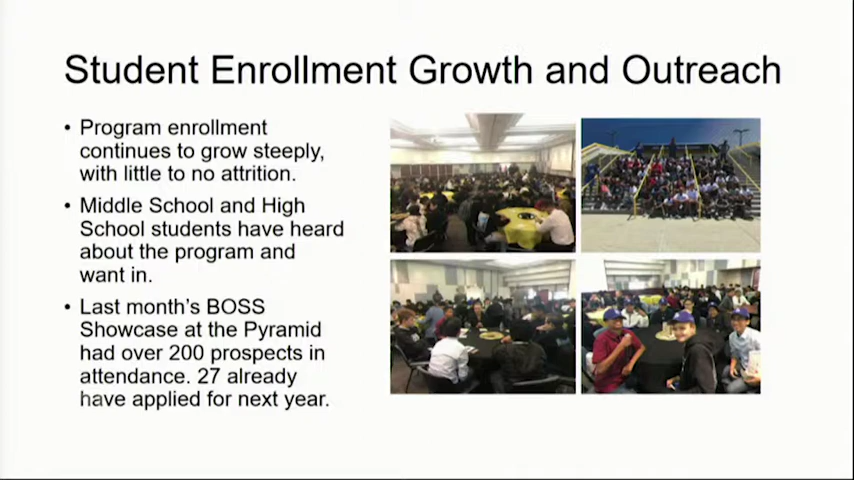 Student Enrollment Growth and Outreach
• Program enrollment
continues to grow steeply,
with little to no attrition.
• Middle School and High
School students have heard
about the program and
want in.
• Last month's BOSS
Showcase at the Pyramid
had over 200 prospects in
attendance. 27 already
have applied for next year.